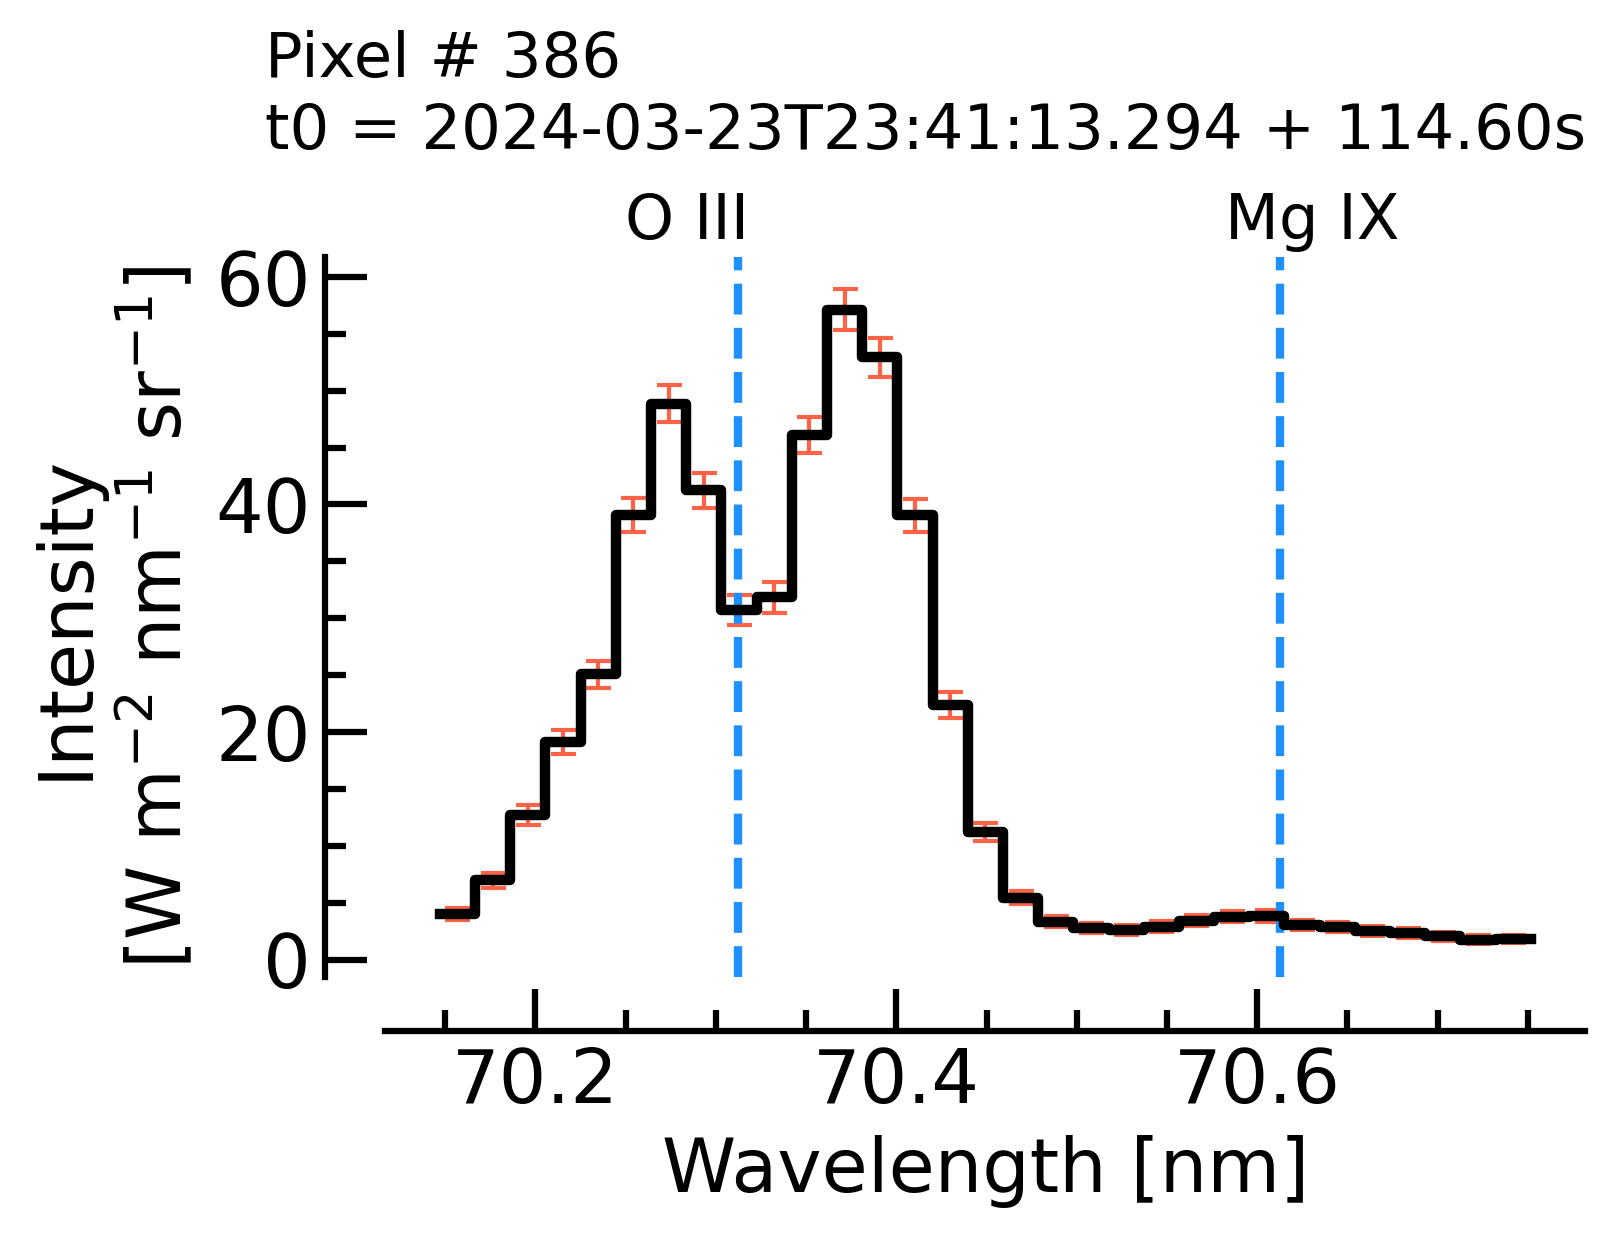 Pixel # 386
t0 = 2024-03-23T23:41:13.294 + 114.60s
O III
Mg IX
60
40
20
0
Intensity
[W m⁻² nm⁻¹ sr⁻¹]
70.2
70.4
70.6
Wavelength [nm]